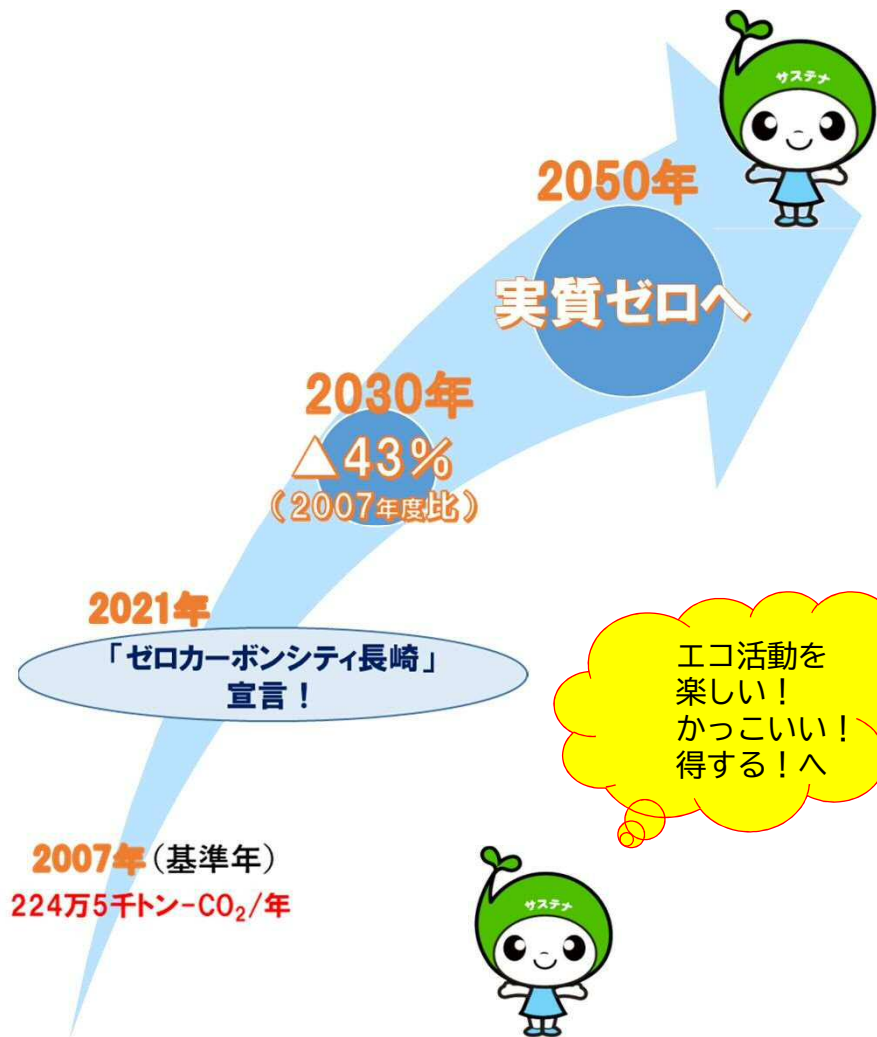 サステナ
2050年
実質ゼロへ
2030年
△43%
(2007年度比)
2021年
「ゼロカーボンシティ長崎」
宣言！
エコ活動を
楽しい！
かっこいい！
得する！へ
2007年(基準年)
224万5千トン-CO₂/年
サステナ